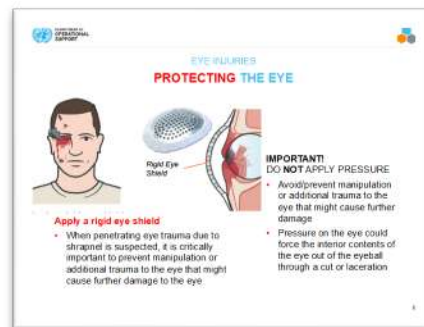 OPERATIONAL
SUPPORT
EYE INJURIES
PROTECTING THE EYE
Rigid Eye
Shield
Apply a rigid eye shield
• When penetrating eye trauma due to
shrapnel is suspected, it is critically
important to prevent manipulation or
additional trauma to the eye that might
cause further damage to the eye
IMPORTANT!
DO NOT APPLY PRESSURE
• Avoid/prevent manipulation
or additional trauma to the
eye that might cause further
damage
• Pressure on the eye could
force the interior contents of
the eye out of the eyeball
through a cut or laceration